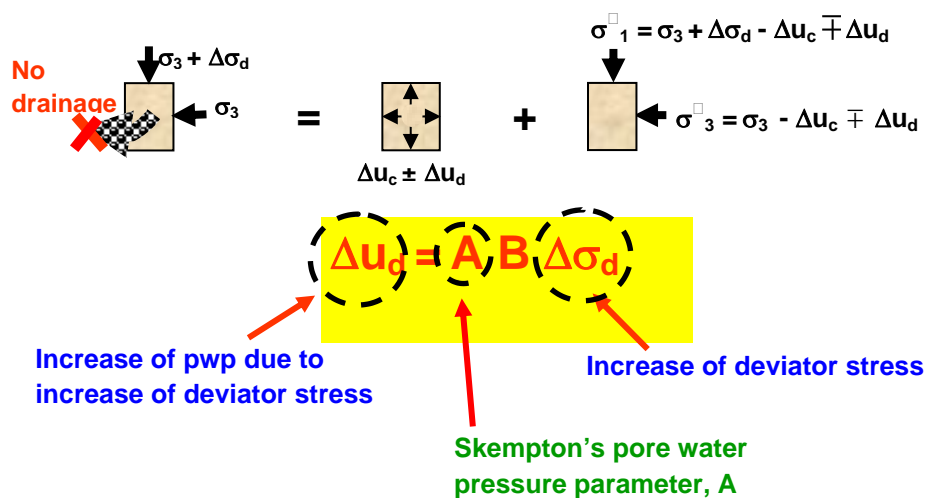 σ□1 = σ3 + Δσd - Δuc ∓ Δud
σ3 + Δσd
No
drainage
σ3
=
+
σ□3 = σ3 - Δuc ∓ Δud
Δuc ± Δud
Δud = A B Δσd
Increase of pwp due to
increase of deviator stress
Increase of deviator stress
Skempton's pore water
pressure parameter, A